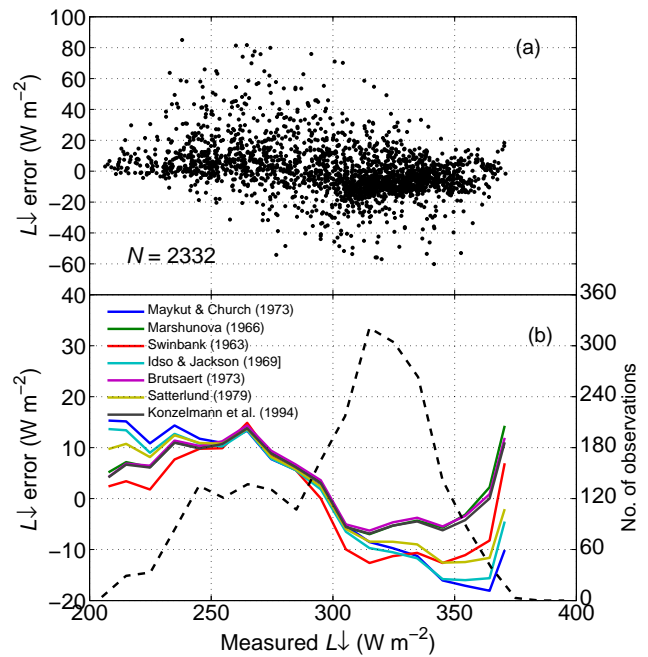 100
80
60
40
20
0
−20
−40
−60
L↓ error (W m−2)
(a)
N = 2332
40
30
20
10
0
−10
−20
L↓ error (W m−2)
Maykut & Church (1973)
Marshunova (1966)
Swinbank (1963)
Idso & Jackson (1969]
Brutsaert (1973)
Satterlund (1979)
Konzelmann et al. (1994)
(b)
360
300
240
180
120
60
0
No. of observations
200 250 300 350 400
Measured L↓ (W m−2)